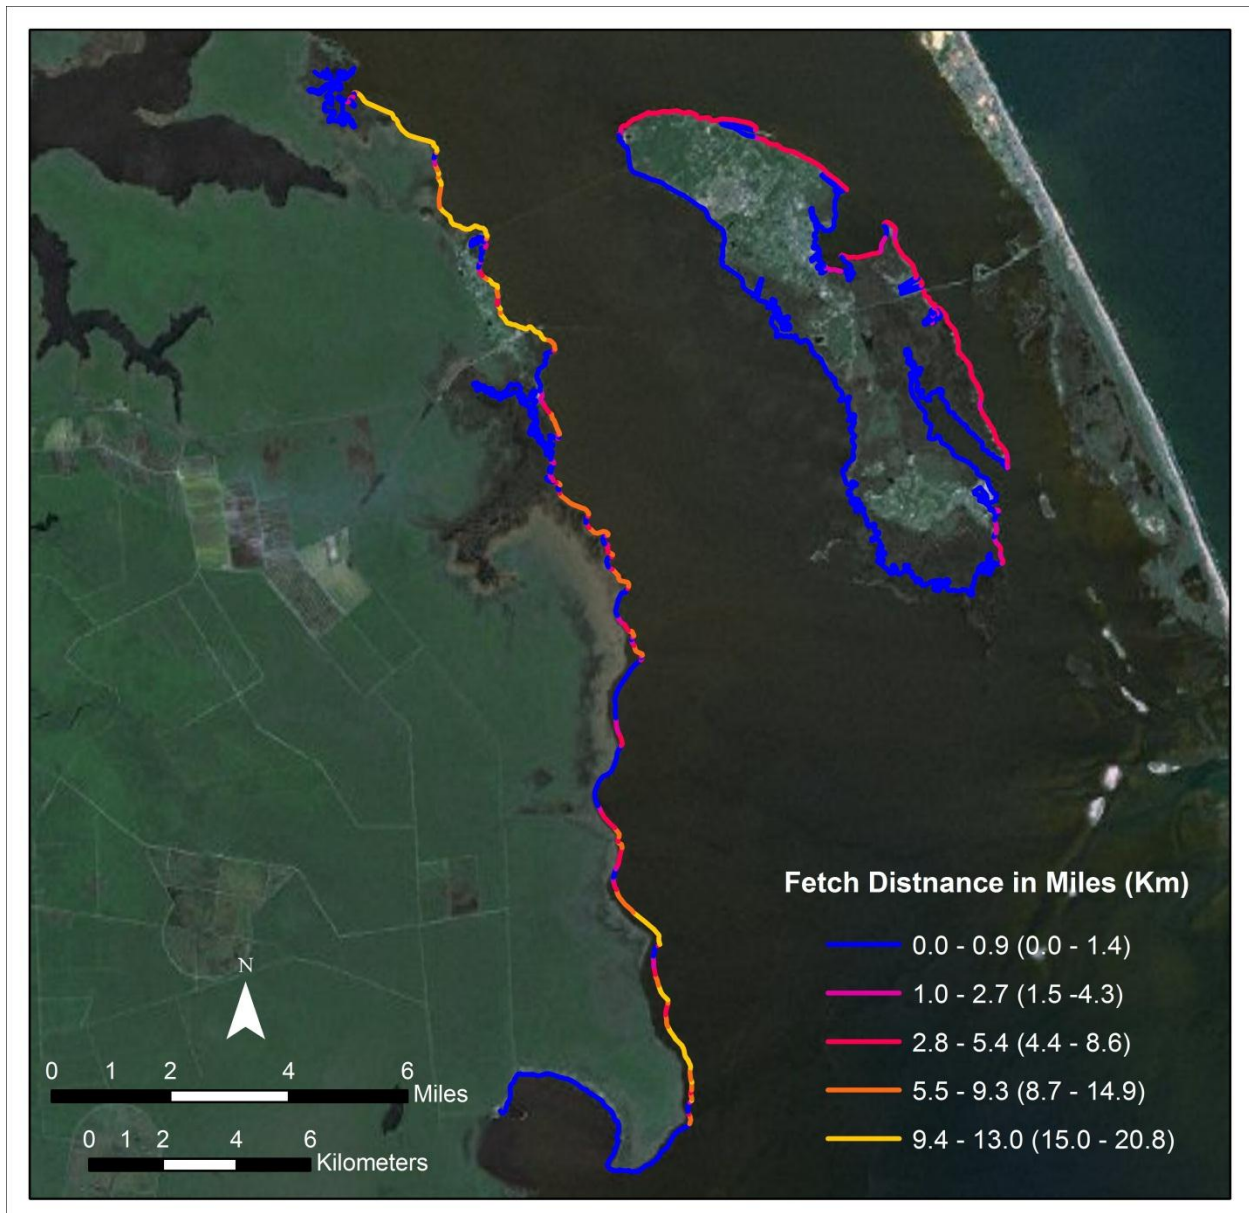 Fetch Distnance in Miles (Km)
0.0 - 0.9 (0.0 - 1.4)
1.0 - 2.7 (1.5 -4.3)
2.8 - 5.4 (4.4 - 8.6)
5.5 - 9.3 (8.7 - 14.9)
9.4 - 13.0 (15.0 - 20.8)
N
0 1 2 4 6
Miles
0 1 2 4 6
Kilometers